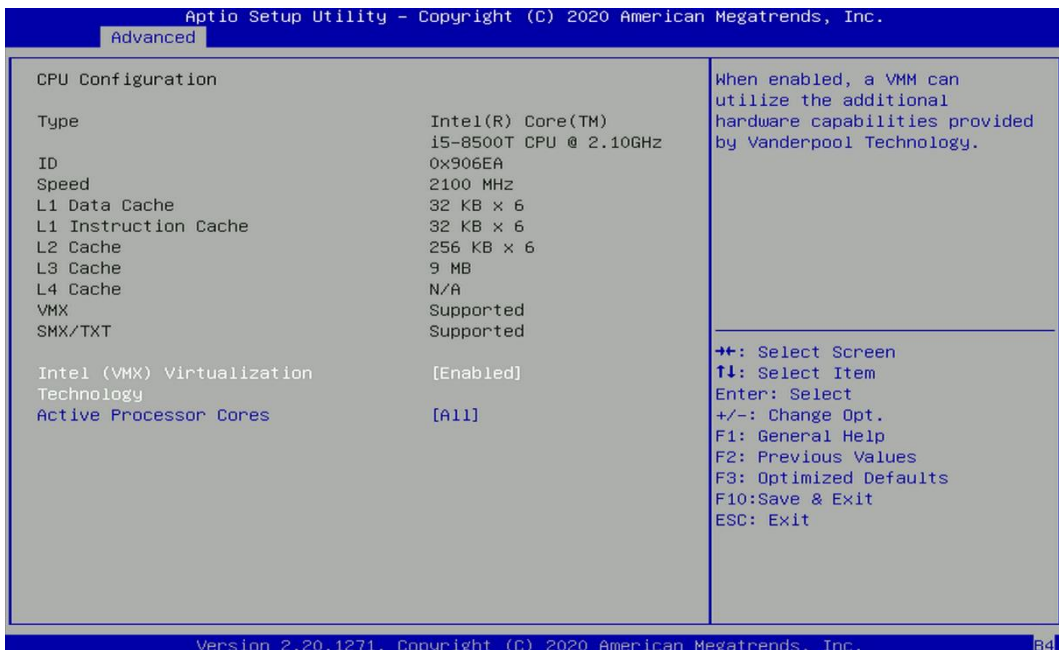 Aptio Setup Utility – Copyright (C) 2020 American Megatrends, Inc.
Advanced
CPU Configuration
Type Intel(R) Core(TM)
i5-8500T CPU @ 2.10GHz
ID 0x906EA
Speed 2100 MHz
L1 Data Cache 32 KB x 6
L1 Instruction Cache 32 KB x 6
L2 Cache 256 KB x 6
L3 Cache 9 MB
L4 Cache N/A
VMX Supported
SMX/TXT Supported
Intel (VMX) Virtualization [Enabled]
Technology
Active Processor Cores [All]
When enabled, a VMM can
utilize the additional
hardware capabilities provided
by Vanderpool Technology.
→←: Select Screen
↑↓: Select Item
Enter: Select
+/-: Change Opt.
F1: General Help
F2: Previous Values
F3: Optimized Defaults
F10:Save & Exit
ESC: Exit
Version 2.20.1271. Copyright (C) 2020 American Megatrends, Inc.
B4